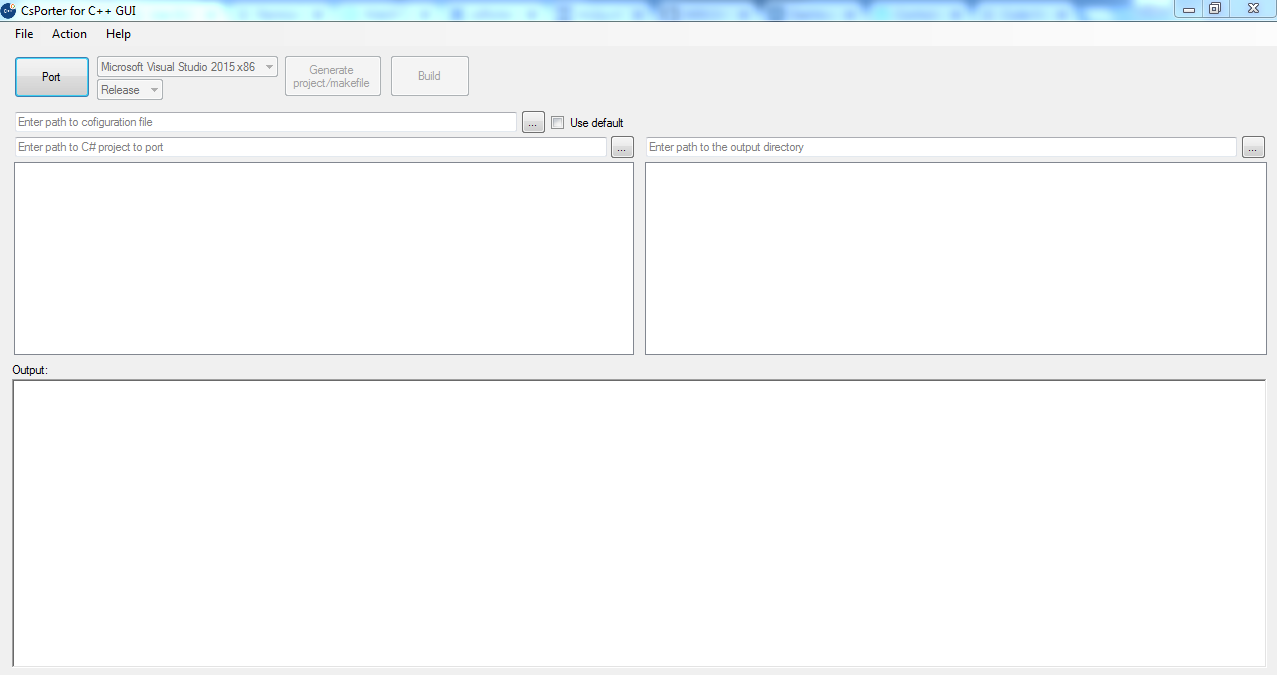 CsPorter for C++ GUI
File Action Help
Port
Microsoft Visual Studio 2015 x86
Release
Generate
project/makefile
Build
Enter path to cofiguration file
...
Use default
Enter path to C# project to port
...
Enter path to the output directory
...
Output: